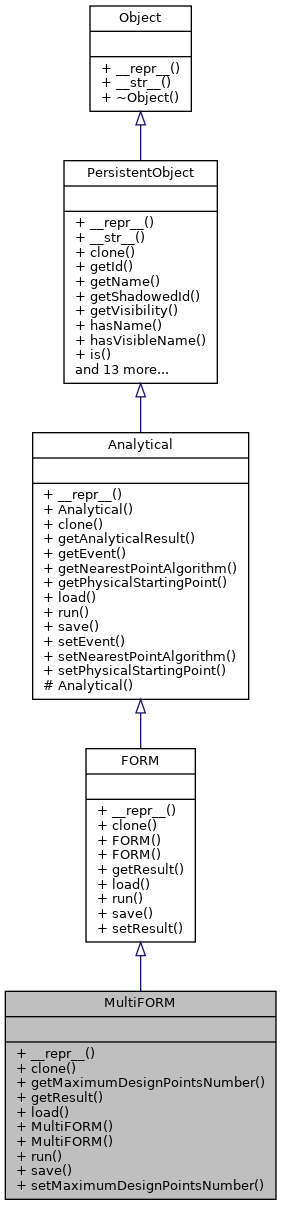 Object
+ __repr__()
+ __str__()
+ ~Object()
PersistentObject
+ __repr__()
+ __str__()
+ clone()
+ getId()
+ getName()
+ getShadowedId()
+ getVisibility()
+ hasName()
+ hasVisibleName()
+ is()
and 13 more...
Analytical
+ __repr__()
+ Analytical()
+ clone()
+ getAnalyticalResult()
+ getEvent()
+ getNearestPointAlgorithm()
+ getPhysicalStartingPoint()
+ load()
+ run()
+ save()
+ setEvent()
+ setNearestPointAlgorithm()
+ setPhysicalStartingPoint()
# Analytical()
FORM
+ __repr__()
+ clone()
+ FORM()
+ FORM()
+ getResult()
+ load()
+ run()
+ save()
+ setResult()
MultiFORM
+ __repr__()
+ clone()
+ getMaximumDesignPointsNumber()
+ getResult()
+ load()
+ MultiFORM()
+ MultiFORM()
+ run()
+ save()
+ setMaximumDesignPointsNumber()